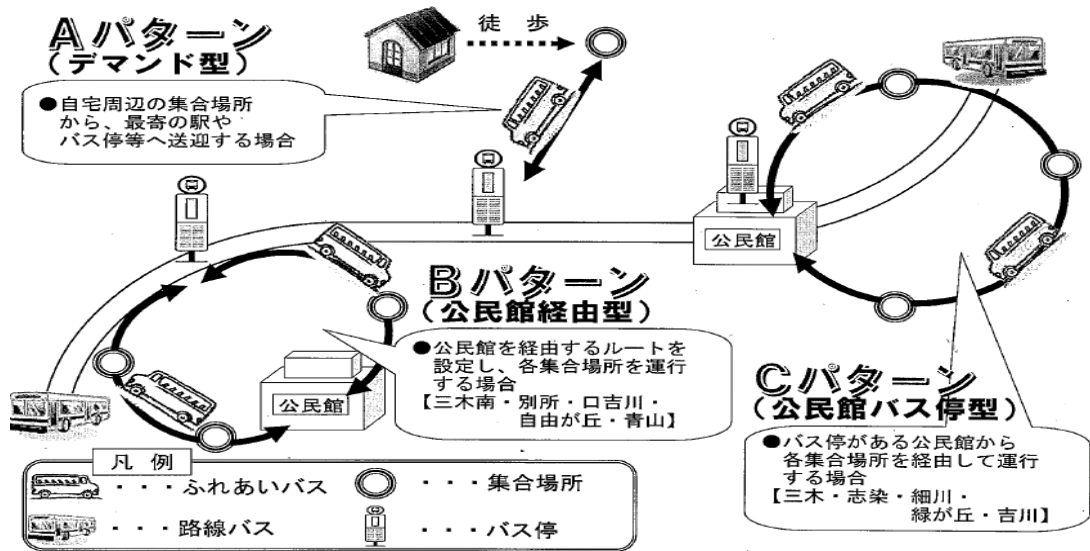 Aパターン
(デマンド型)
●自宅周辺の集合場所
から、最寄の駅や
バス停等へ送迎する場合
徒 歩
公民館
Bパターン
(公民館経由型)
●公民館を経由するルートを
設定し、各集合場所を運行
する場合
【三木南・別所・口吉川・
自由が丘・青山】
公民館
Cパターン
(公民館バス停型)
●バス停がある公民館から
各集合場所を経由して運行
する場合
【三木・志染・細川・
緑が丘・吉川】
凡 例
・・・ふれあいバス
・・・集合場所
・・・路線バス
・・・バス停